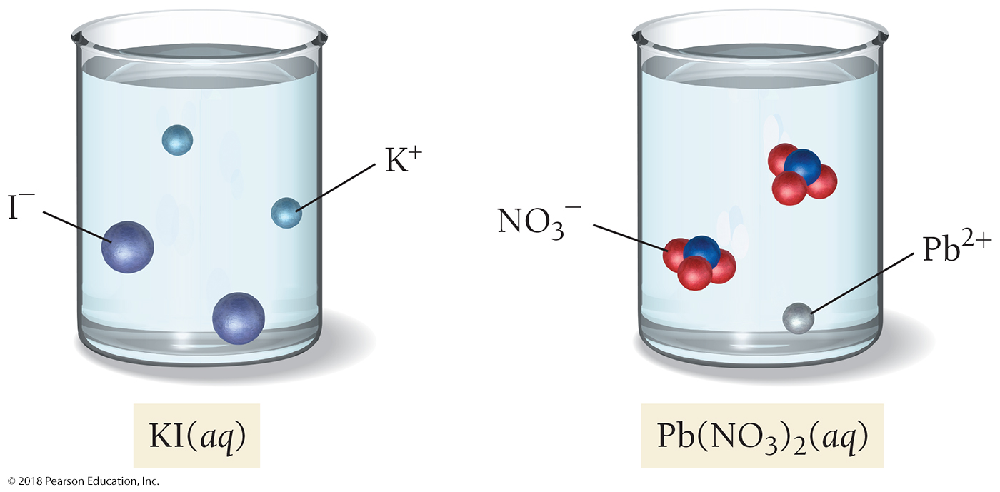 K⁺
I⁻
NO₃⁻
Pb²⁺
KI(aq)
Pb(NO₃)₂(aq)
© 2018 Pearson Education, Inc.